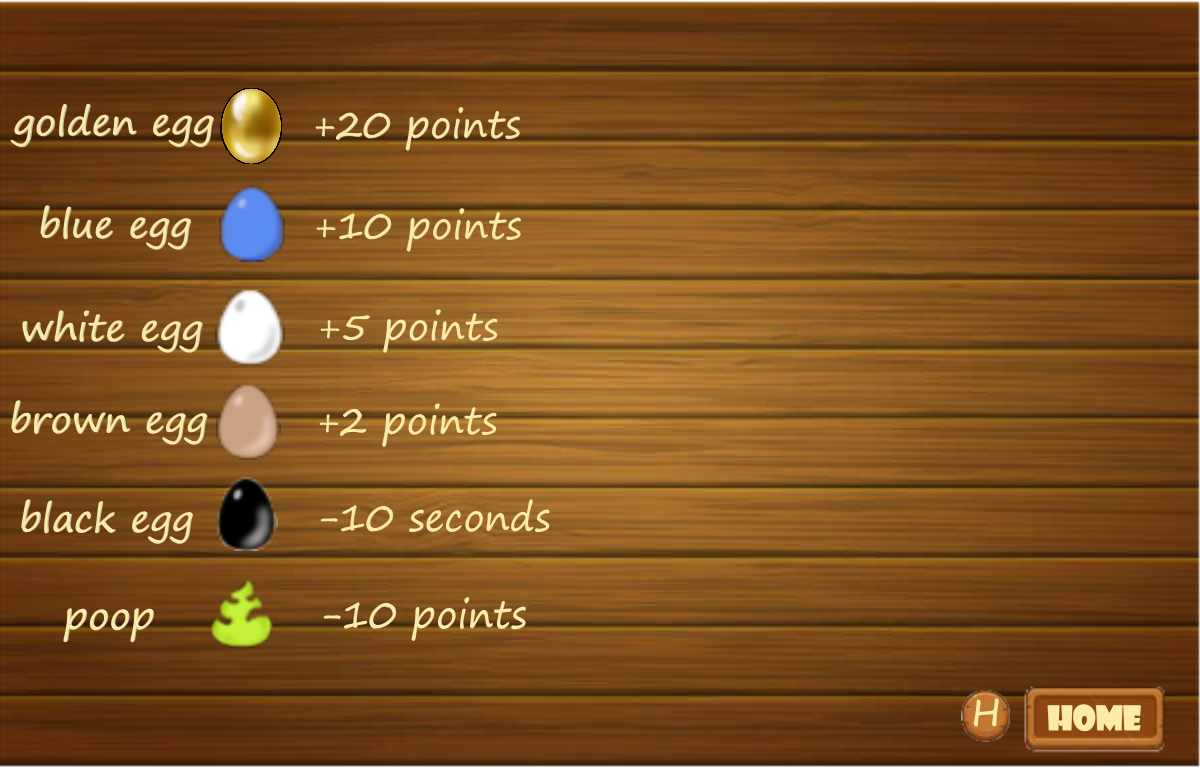 golden egg +20 points
blue egg +10 points
white egg +5 points
brown egg +2 points
black egg -10 seconds
poop -10 points
H HOME